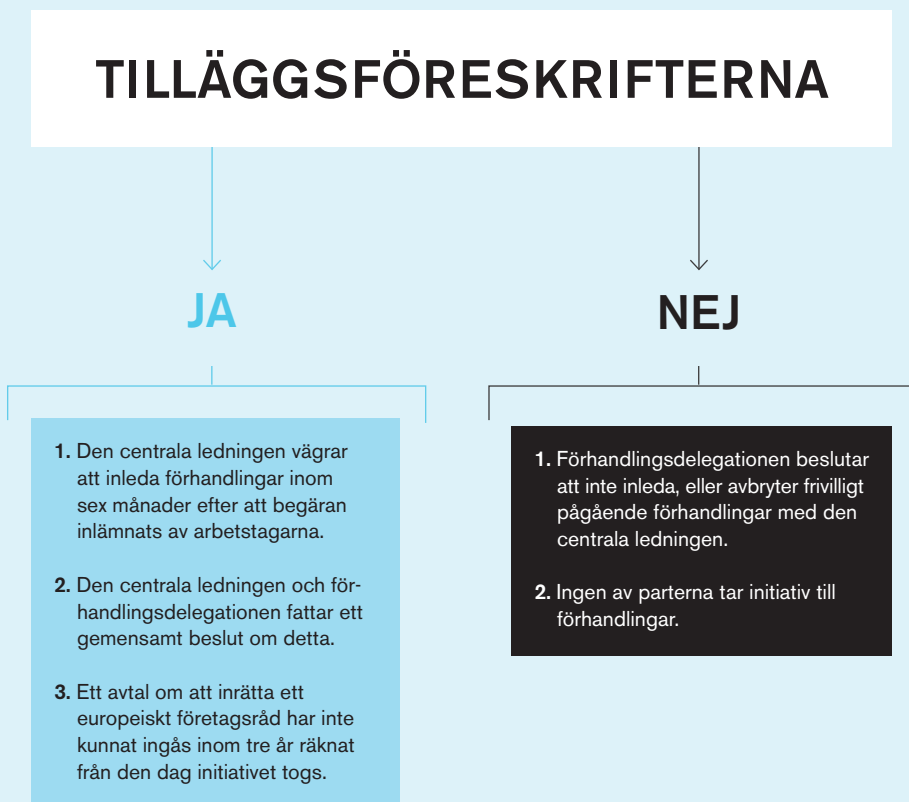 TILLÄGGSFÖRESKRIFTERNA
JA
1. Den centrala ledningen vägrar
att inleda förhandlingar inom
sex månader efter att begäran
inlämnats av arbetstagarna.
2. Den centrala ledningen och för-
handlingsdelegationen fattar ett
gemensamt beslut om detta.
3. Ett avtal om att inrätta ett
europeiskt företagsråd har inte
kunnat ingås inom tre år räknat
från den dag initiativet togs.
NEJ
1. Förhandlingsdelegationen beslutar
att inte inleda, eller avbryter frivilligt
pågående förhandlingar med den
centrala ledningen.
2. Ingen av parterna tar initiativ till
förhandlingar.